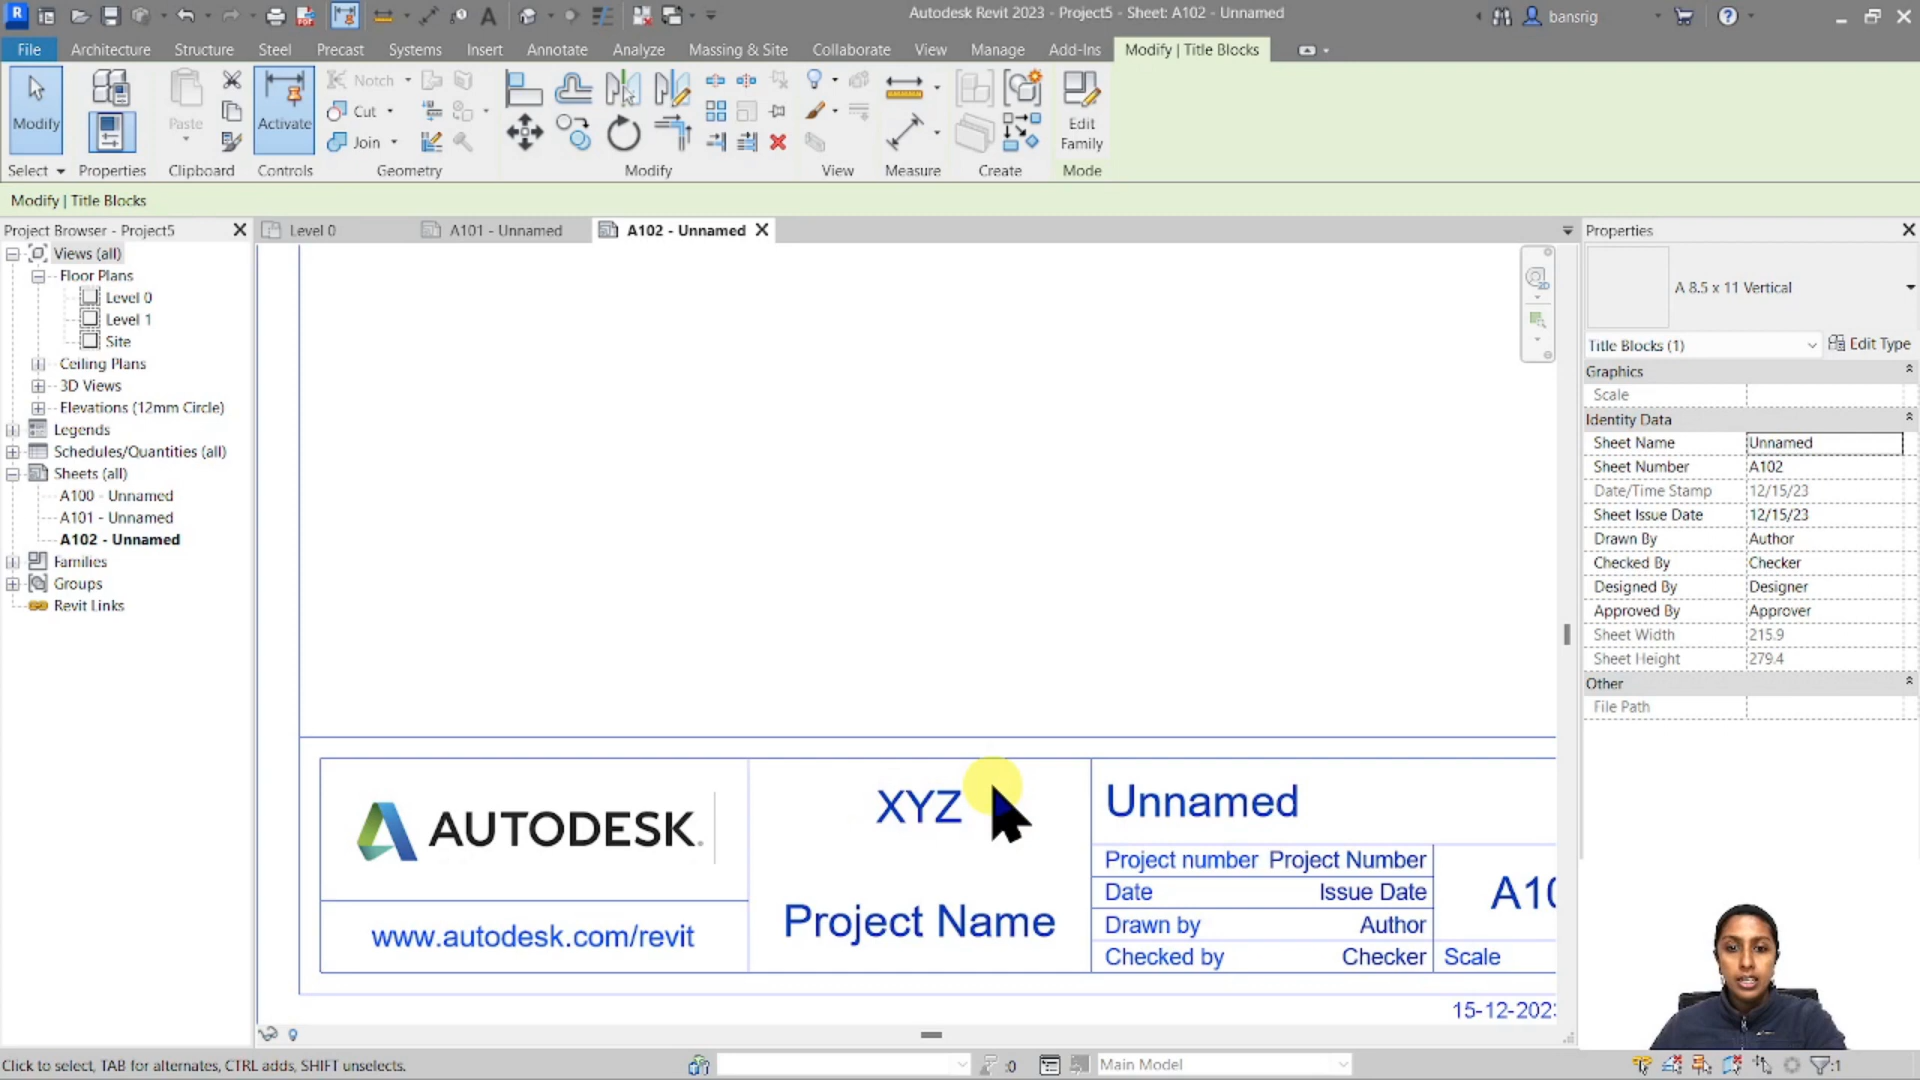 Autodesk Revit 2023 - Project5 - Sheet: A102 - Unnamed
bansrig
File Architecture Structure Steel Precast Systems Insert Annotate Analyze Massing & Site Collaborate View Manage Add-Ins Modify | Title Blocks
Modify
Paste
Activate
Notch
Cut
Join
Edit
Family
Select Properties Clipboard Controls Geometry Modify View Measure Create Mode
Modify | Title Blocks
Project Browser - Project5
Views (all)
Floor Plans
Level 0
Level 1
Site
Ceiling Plans
3D Views
Elevations (12mm Circle)
Legends
Schedules/Quantities (all)
Sheets (all)
A100 - Unnamed
A101 - Unnamed
A102 - Unnamed
Families
Groups
Revit Links
Level 0
A101 - Unnamed
A102 - Unnamed
AUTODESK.
www.autodesk.com/revit
XYZ
Project Name
Unnamed
Project number Project Number
Date Issue Date
Drawn by Author
Checked by Checker
A10
Scale
15-12-202
Properties
A 8.5 x 11 Vertical
Title Blocks (1)
Edit Type
Graphics
Scale
Identity Data
Sheet Name Unnamed
Sheet Number A102
Date/Time Stamp 12/15/23
Sheet Issue Date 12/15/23
Drawn By Author
Checked By Checker
Designed By Designer
Approved By Approver
Sheet Width 215.9
Sheet Height 279.4
Other
File Path
Click to select, TAB for alternates, CTRL adds, SHIFT unselects.
:0
Main Model
:1